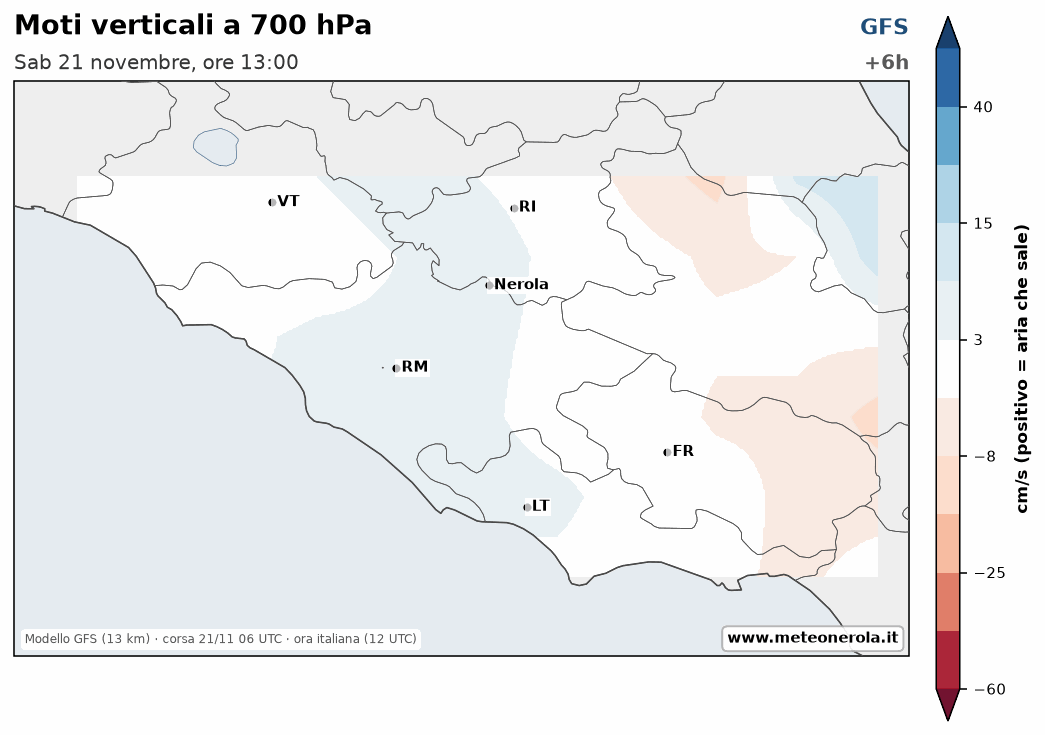 Moti verticali a 700 hPa
GFS
Sab 21 novembre, ore 13:00
+6h
40
15
3
−8
−25
−60
cm/s (positivo = aria che sale)
VT
RI
Nerola
RM
FR
LT
Modello GFS (13 km) · corsa 21/11 06 UTC · ora italiana (12 UTC)
www.meteonerola.it